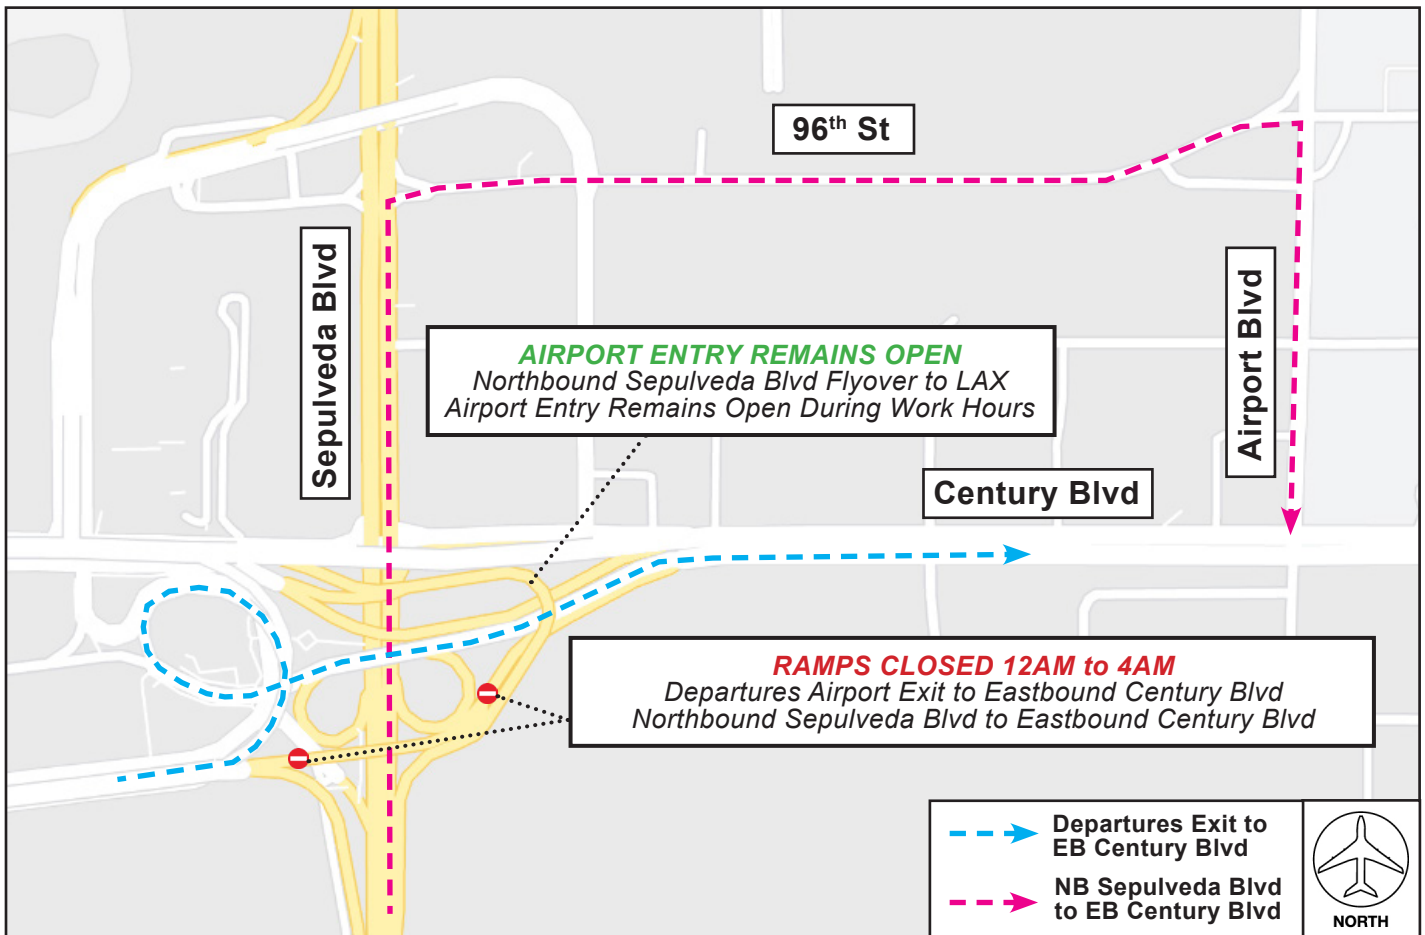 96th St
Sepulveda Blvd
Airport Blvd
AIRPORT ENTRY REMAINS OPEN
Northbound Sepulveda Blvd Flyover to LAX
Airport Entry Remains Open During Work Hours
Century Blvd
RAMPS CLOSED 12AM to 4AM
Departures Airport Exit to Eastbound Century Blvd
Northbound Sepulveda Blvd to Eastbound Century Blvd
Departures Exit to
EB Century Blvd
NB Sepulveda Blvd
to EB Century Blvd
NORTH